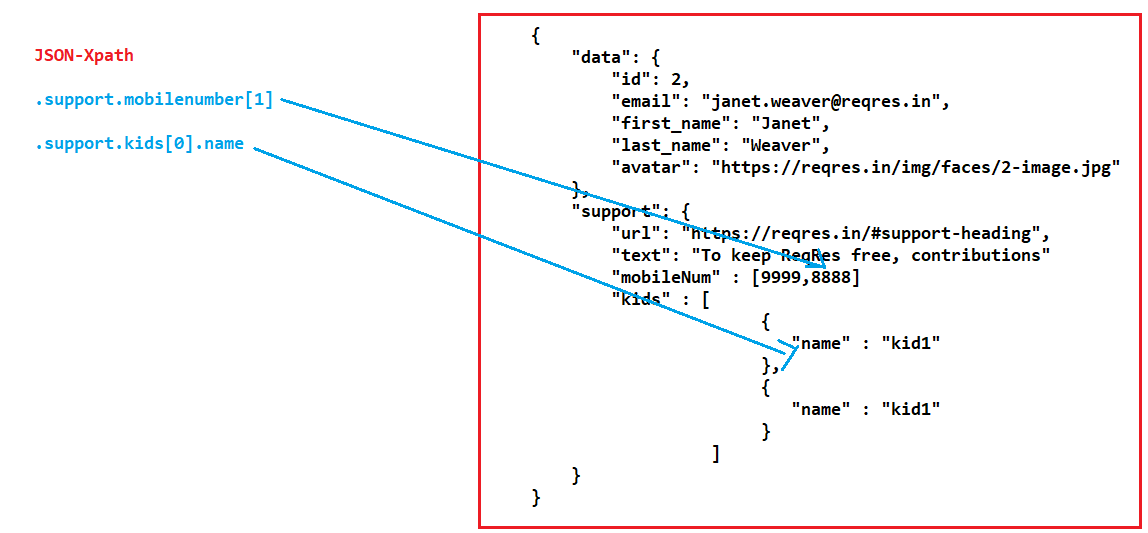 JSON-Xpath
.support.mobilenumber[1]
.support.kids[0].name
{
"data": {
"id": 2,
"email": "janet.weaver@reqres.in",
"first_name": "Janet",
"last_name": "Weaver",
"avatar": "https://reqres.in/img/faces/2-image.jpg"
},
"support": {
"url": "https://reqres.in/#support-heading",
"text": "To keep ReqRes free, contributions"
"mobileNum" : [9999,8888]
"kids" : [
{
"name" : "kid1"
},
{
"name" : "kid1"
}
]
}
}